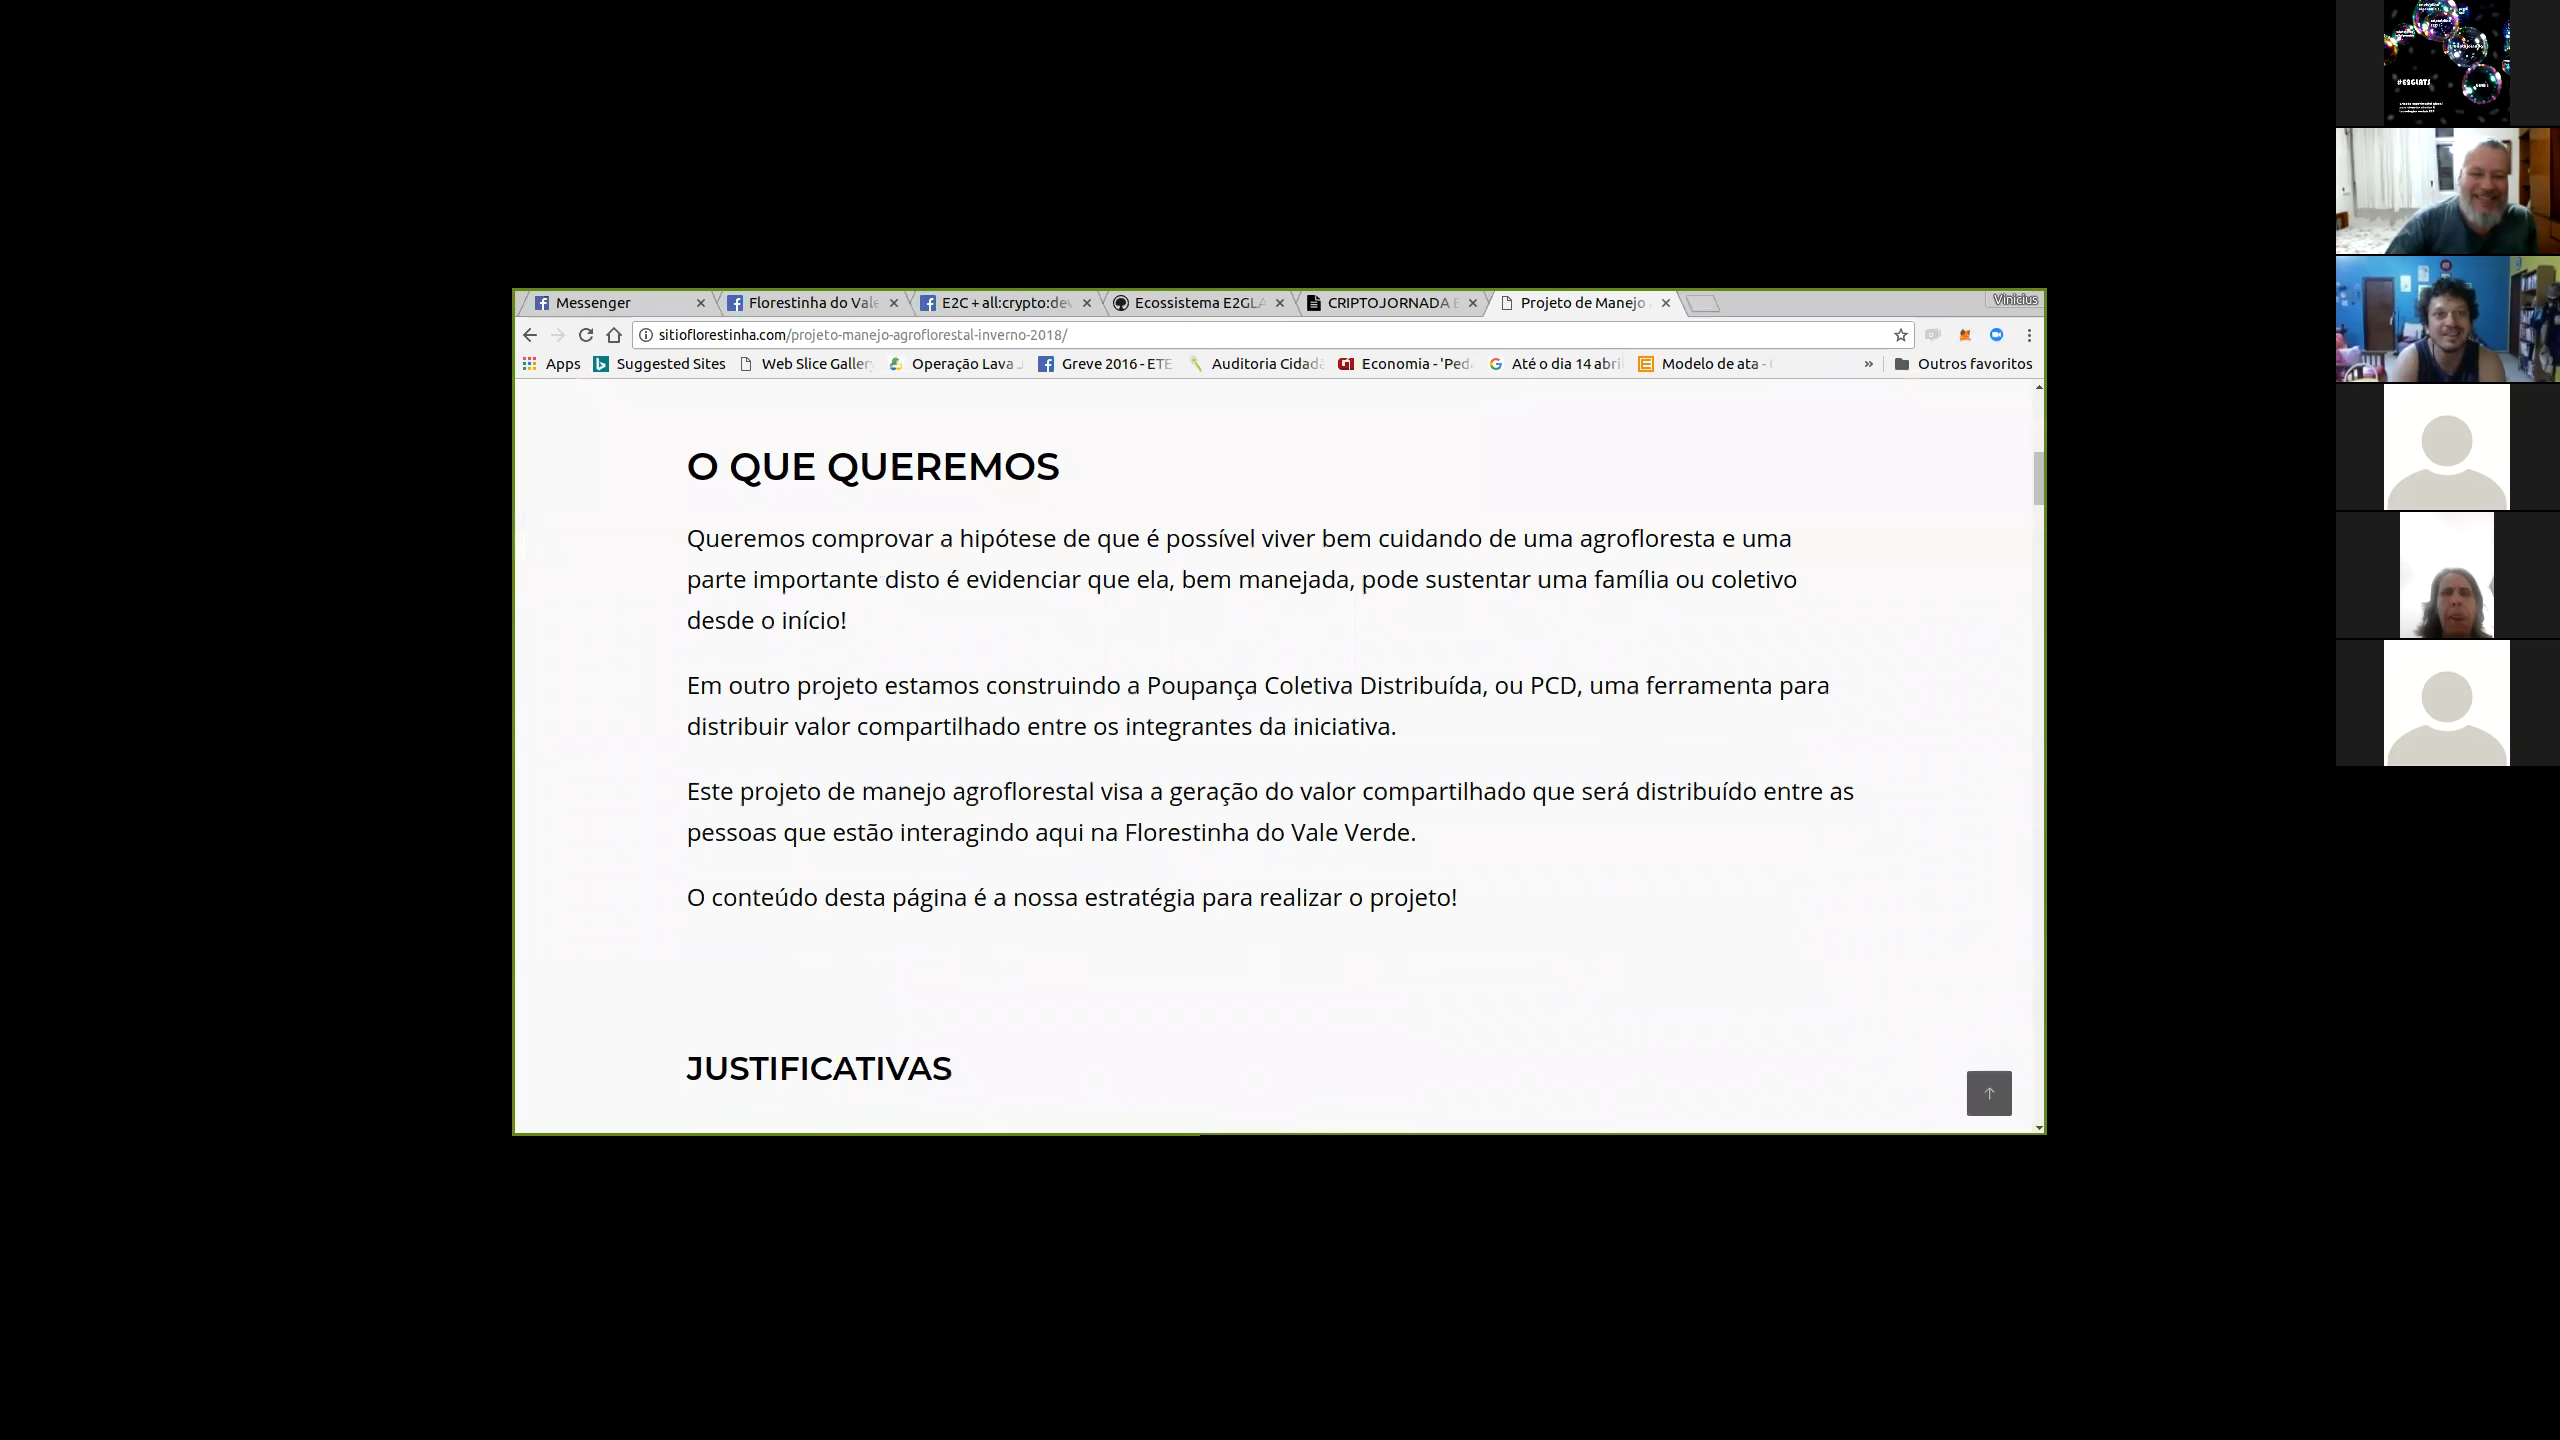 Messenger
Florestinha do Vale
E2C + all:crypto:dev
Ecossistema E2GLA
CRIPTOJORNADA E
Projeto de Manejo
Vinicius
sitioflorestinha.com/projeto-manejo-agroflorestal-inverno-2018/
Apps
Suggested Sites
Web Slice Galler
Operação Lava J
Greve 2016 - ETE
Auditoria Cidadã
Economia - 'Ped
Até o dia 14 abri
Modelo de ata - 
»
Outros favoritos
O QUE QUEREMOS
Queremos comprovar a hipótese de que é possível viver bem cuidando de uma agrofloresta e uma
parte importante disto é evidenciar que ela, bem manejada, pode sustentar uma família ou coletivo
desde o início!
Em outro projeto estamos construindo a Poupança Coletiva Distribuída, ou PCD, uma ferramenta para
distribuir valor compartilhado entre os integrantes da iniciativa.
Este projeto de manejo agroflorestal visa a geração do valor compartilhado que será distribuído entre as
pessoas que estão interagindo aqui na Florestinha do Vale Verde.
O conteúdo desta página é a nossa estratégia para realizar o projeto!
JUSTIFICATIVAS
#E2GLATS